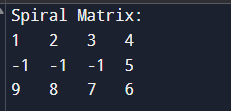 Spiral Matrix:
1   2   3   4
-1  -1  -1  5
9   8   7   6